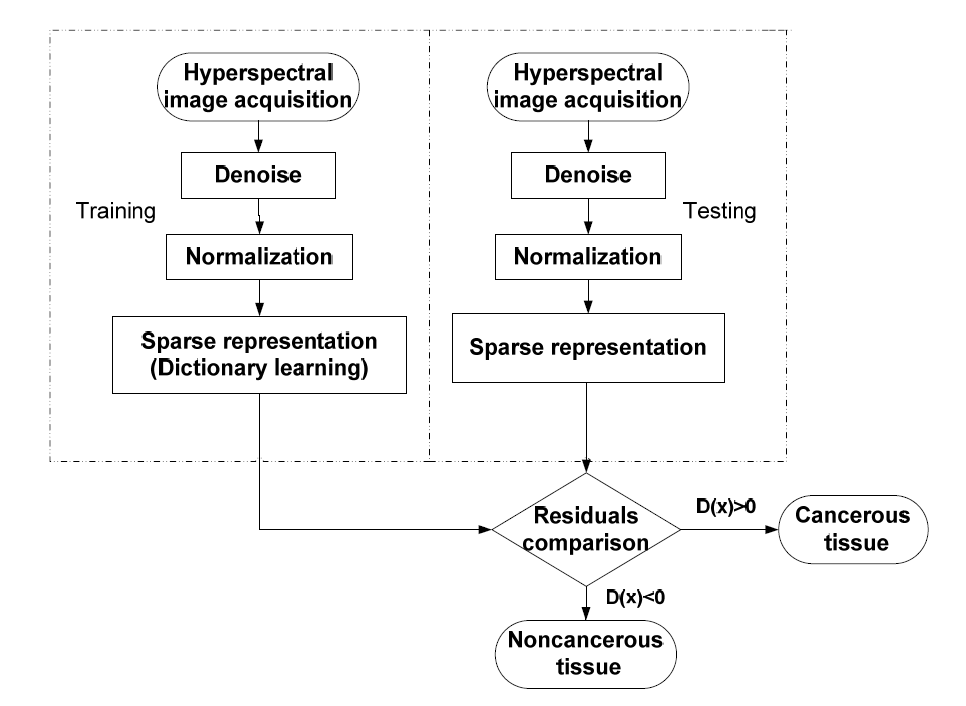 Hyperspectral
image acquisition
Denoise
Training
Normalization
Sparse representation
(Dictionary learning)
Hyperspectral
image acquisition
Denoise
Testing
Normalization
Sparse representation
Residuals
comparison
D(x)>0
Cancerous
tissue
D(x)<0
Noncancerous
tissue